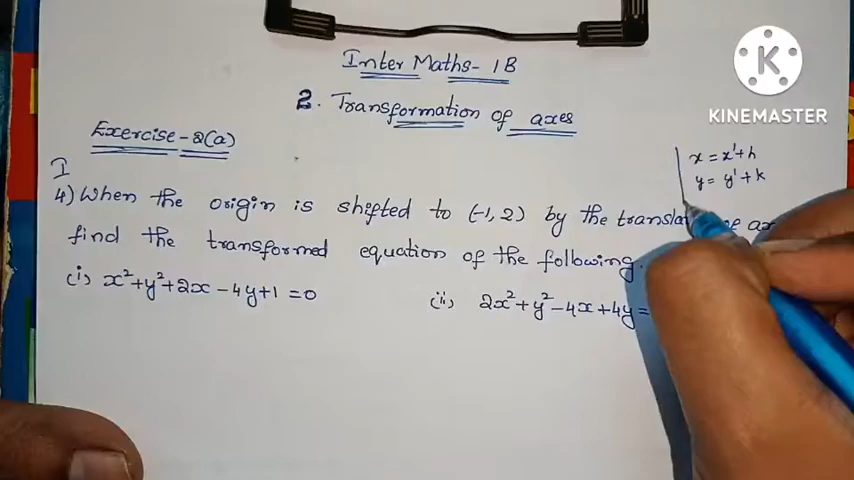 Inter Maths- 1B
2. Transformation of axes
KINEMASTER
Exercise-2(a)
x = x'+h
y = y'+k
I
4) When the origin is shifted to (-1, 2) by the of
find the transformed equation of the following.
(i) x²+y²+2x-4y+1 =0
(ii) 2x²+y²-4x+4y=